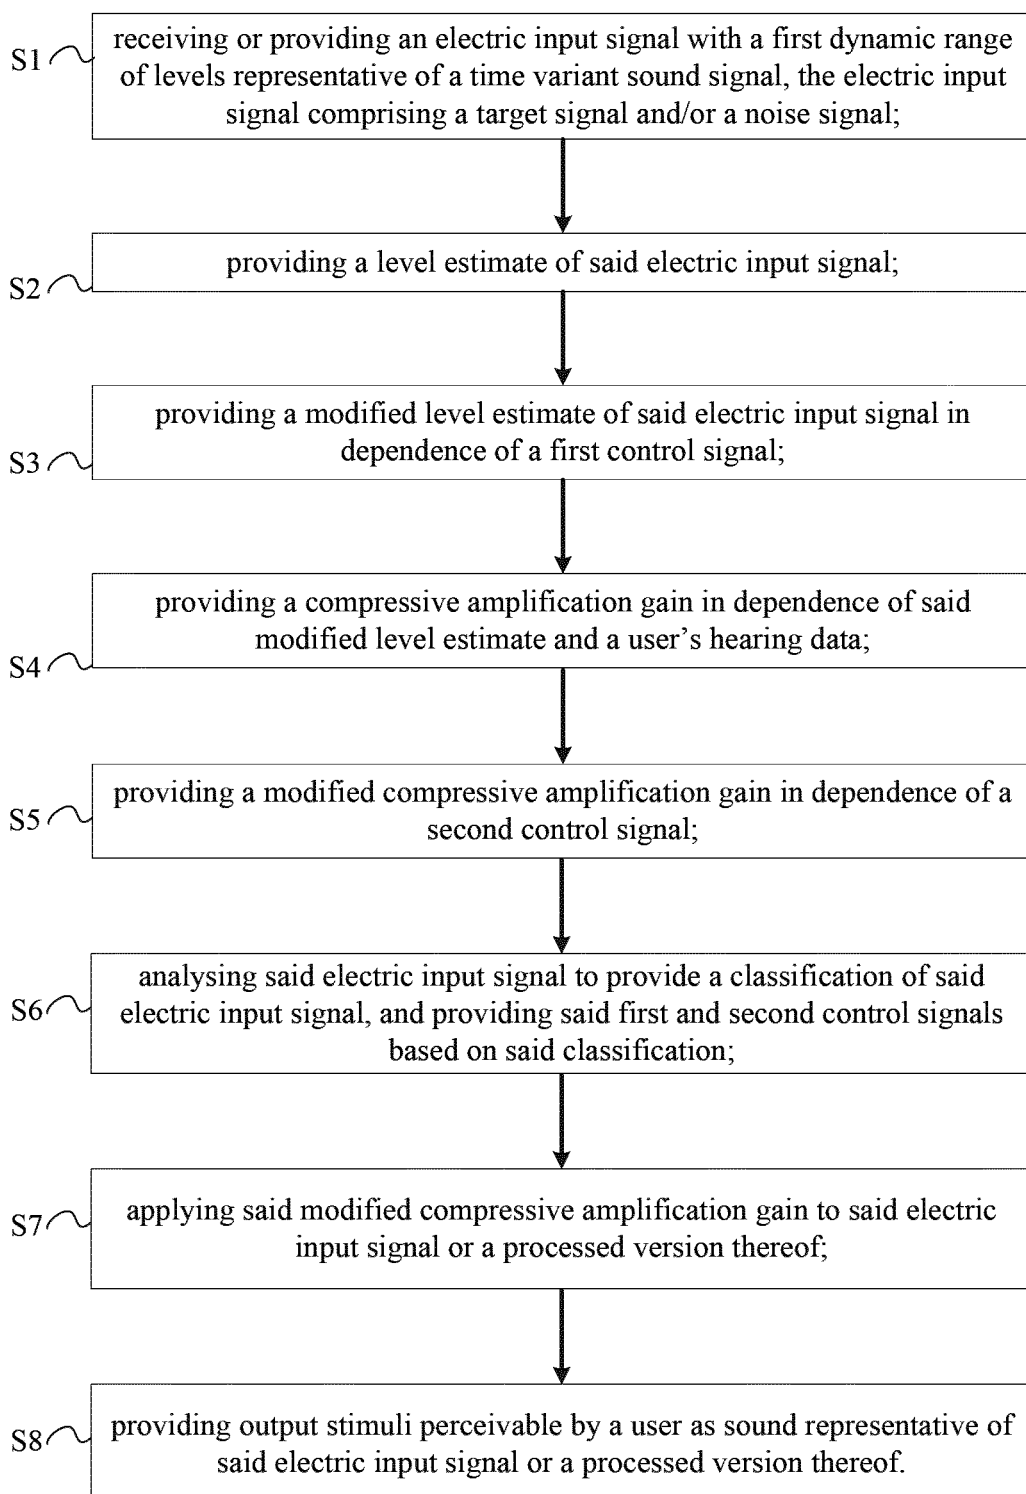 S1
receiving or providing an electric input signal with a first dynamic range
of levels representative of a time variant sound signal, the electric input
signal comprising a target signal and/or a noise signal;
S2
providing a level estimate of said electric input signal;
S3
providing a modified level estimate of said electric input signal in
dependence of a first control signal;
S4
providing a compressive amplification gain in dependence of said
modified level estimate and a user's hearing data;
S5
providing a modified compressive amplification gain in dependence of a
second control signal;
S6
analysing said electric input signal to provide a classification of said
electric input signal, and providing said first and second control signals
based on said classification;
S7
applying said modified compressive amplification gain to said electric
input signal or a processed version thereof;
S8
providing output stimuli perceivable by a user as sound representative of
said electric input signal or a processed version thereof.